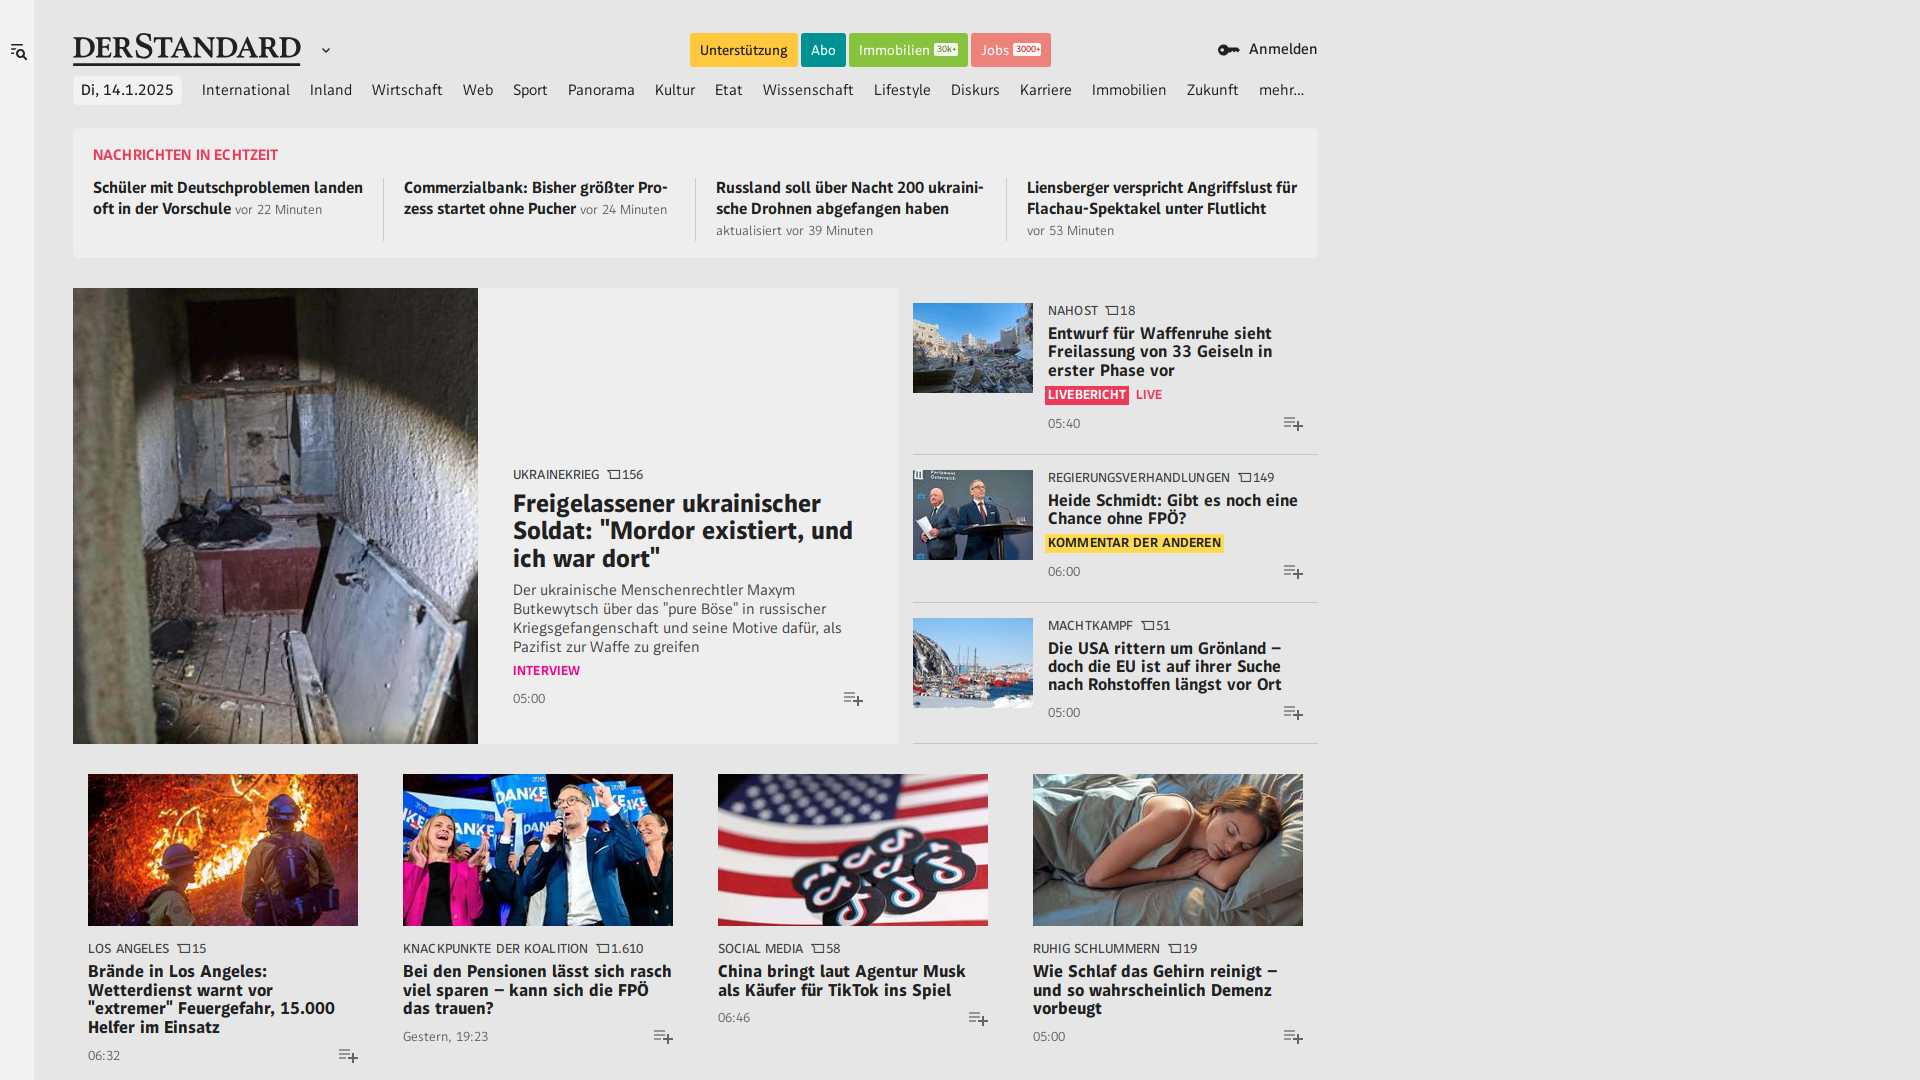 DERSTANDARD
Unterstützung
Abo
Immobilien 30k+
Jobs 3000+
Anmelden
Di, 14.1.2025
International
Inland
Wirtschaft
Web
Sport
Panorama
Kultur
Etat
Wissenschaft
Lifestyle
Diskurs
Karriere
Immobilien
Zukunft
mehr...
NACHRICHTEN IN ECHTZEIT
Schüler mit Deutschproblemen landen
oft in der Vorschule vor 22 Minuten
Commerzialbank: Bisher größter Pro-
zess startet ohne Pucher vor 24 Minuten
Russland soll über Nacht 200 ukraini-
sche Drohnen abgefangen haben
aktualisiert vor 39 Minuten
Liensberger verspricht Angriffslust für
Flachau-Spektakel unter Flutlicht
vor 53 Minuten
UKRAINEKRIEG 156
Freigelassener ukrainischer
Soldat: "Mordor existiert, und
ich war dort"
Der ukrainische Menschenrechtler Maxym
Butkewytsch über das "pure Böse" in russischer
Kriegsgefangenschaft und seine Motive dafür, als
Pazifist zur Waffe zu greifen
INTERVIEW
05:00
NAHOST 18
Entwurf für Waffenruhe sieht
Freilassung von 33 Geiseln in
erster Phase vor
LIVEBERICHT LIVE
05:40
Parlament
Österreich
REGIERUNGSVERHANDLUNGEN 149
Heide Schmidt: Gibt es noch eine
Chance ohne FPÖ?
KOMMENTAR DER ANDEREN
06:00
MACHTKAMPF 51
Die USA rittern um Grönland –
doch die EU ist auf ihrer Suche
nach Rohstoffen längst vor Ort
05:00
LOS ANGELES 15
Brände in Los Angeles:
Wetterdienst warnt vor
"extremer" Feuergefahr, 15.000
Helfer im Einsatz
06:32
DANKE
KNACKPUNKTE DER KOALITION 1.610
Bei den Pensionen lässt sich rasch
viel sparen – kann sich die FPÖ
das trauen?
Gestern, 19:23
SOCIAL MEDIA 58
China bringt laut Agentur Musk
als Käufer für TikTok ins Spiel
06:46
RUHIG SCHLUMMERN 19
Wie Schlaf das Gehirn reinigt –
und so wahrscheinlich Demenz
vorbeugt
05:00